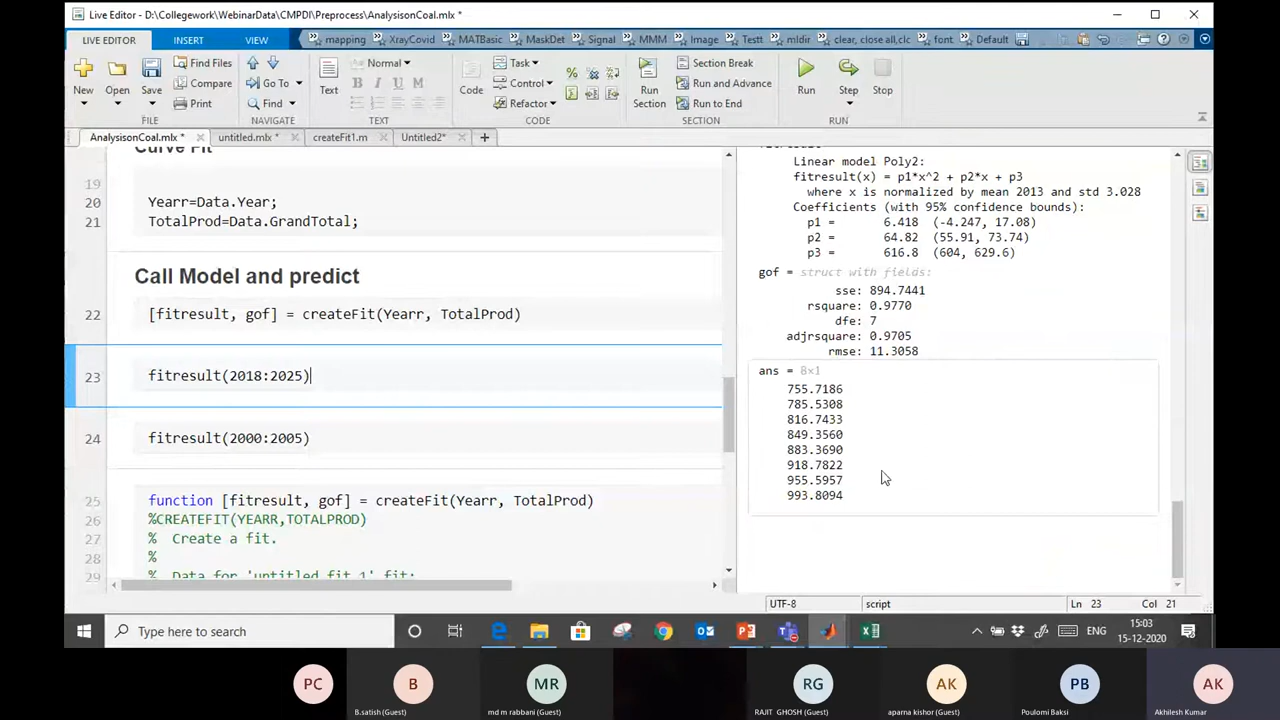 Live Editor - D:\Collegework\WebinarData\CMPDI\Preprocess\AnalysisonCoal.mlx *
LIVE EDITOR INSERT VIEW mapping XrayCovid MATBasic MaskDet Signal MMM Image Testt mldir clear, close all,clc font Default
New Open Save Find Files Compare Print
Go To Find
Text Normal B I U M
Code Task Control Refactor
Run Section Section Break Run and Advance Run to End
Run Step Stop
FILE NAVIGATE TEXT CODE SECTION RUN
AnalysisonCoal.mlx * untitled.mlx * createFit1.m Untitled2*
Curve Fit
19
20 Yearr=Data.Year;
21 TotalProd=Data.GrandTotal;
Call Model and predict
22 [fitresult, gof] = createFit(Yearr, TotalProd)
23 fitresult(2018:2025)
24 fitresult(2000:2005)
25 function [fitresult, gof] = createFit(Yearr, TotalProd)
26 %CREATEFIT(YEARR,TOTALPROD)
27 % Create a fit.
28 %
29 % Data for 'untitled fit 1' fit:
Linear model Poly2:
fitresult(x) = p1*x^2 + p2*x + p3
where x is normalized by mean 2013 and std 3.028
Coefficients (with 95% confidence bounds):
p1 = 6.418 (-4.247, 17.08)
p2 = 64.82 (55.91, 73.74)
p3 = 616.8 (604, 629.6)
gof = struct with fields:
sse: 894.7441
rsquare: 0.9770
dfe: 7
adjrsquare: 0.9705
rmse: 11.3058
ans = 8×1
755.7186
785.5308
816.7433
849.3560
883.3690
918.7822
955.5957
993.8094
UTF-8 script Ln 23 Col 21
Type here to search
ENG
15:03
15-12-2020
PC B MR RG AK PB AK
B.satish (Guest) md m rabbani (Guest) RAJIT GHOSH (Guest) aparna kishor (Guest) Poulomi Baksi Akhilesh Kumar